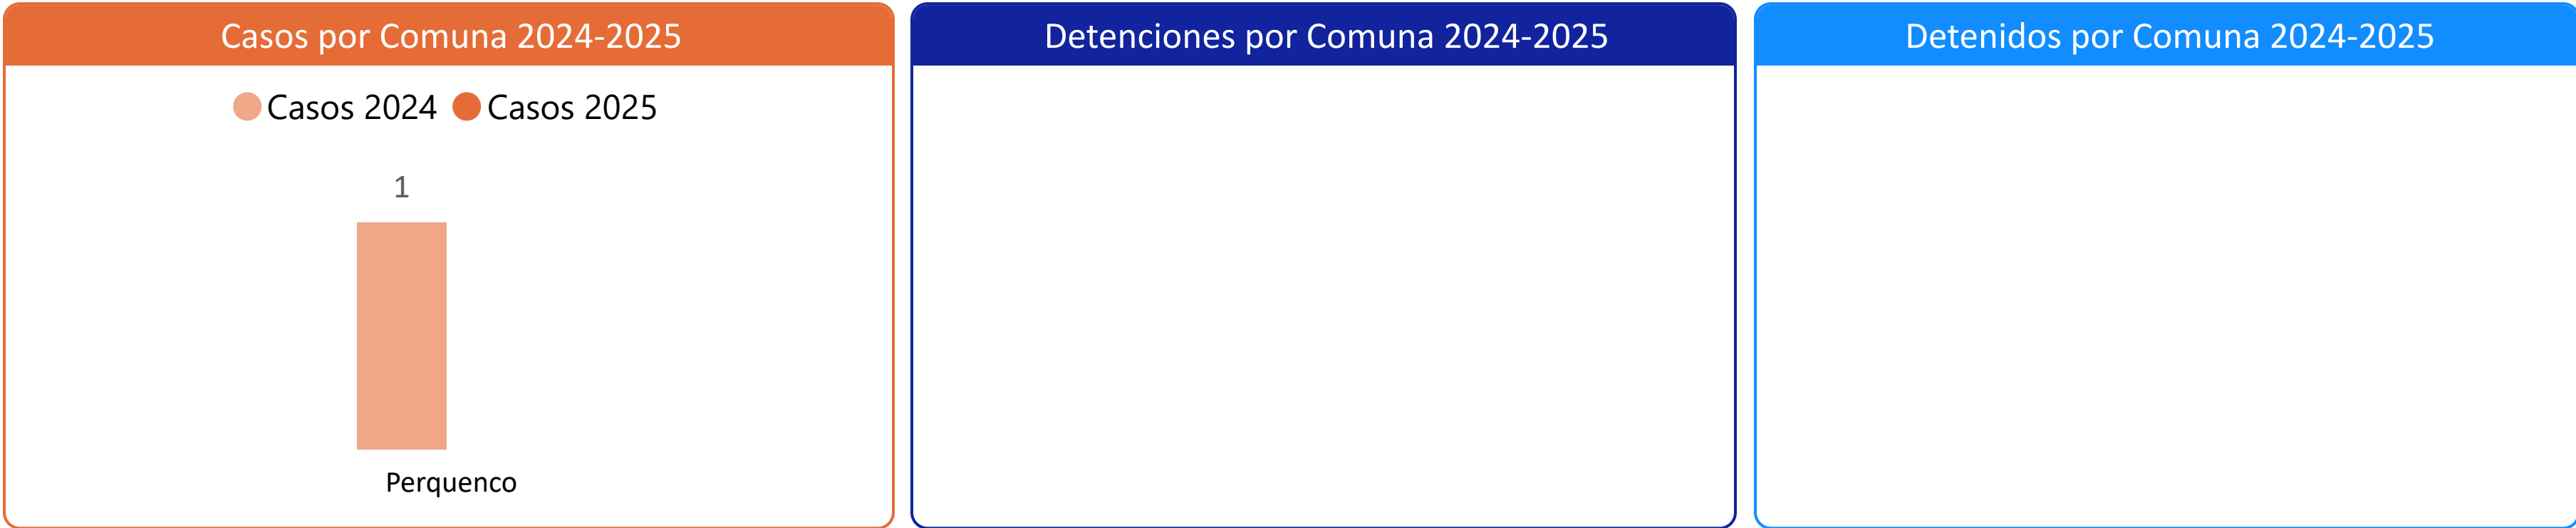 Casos por Comuna 2024-2025
Casos 2024 Casos 2025
1
Perquenco
Detenciones por Comuna 2024-2025
Detenidos por Comuna 2024-2025